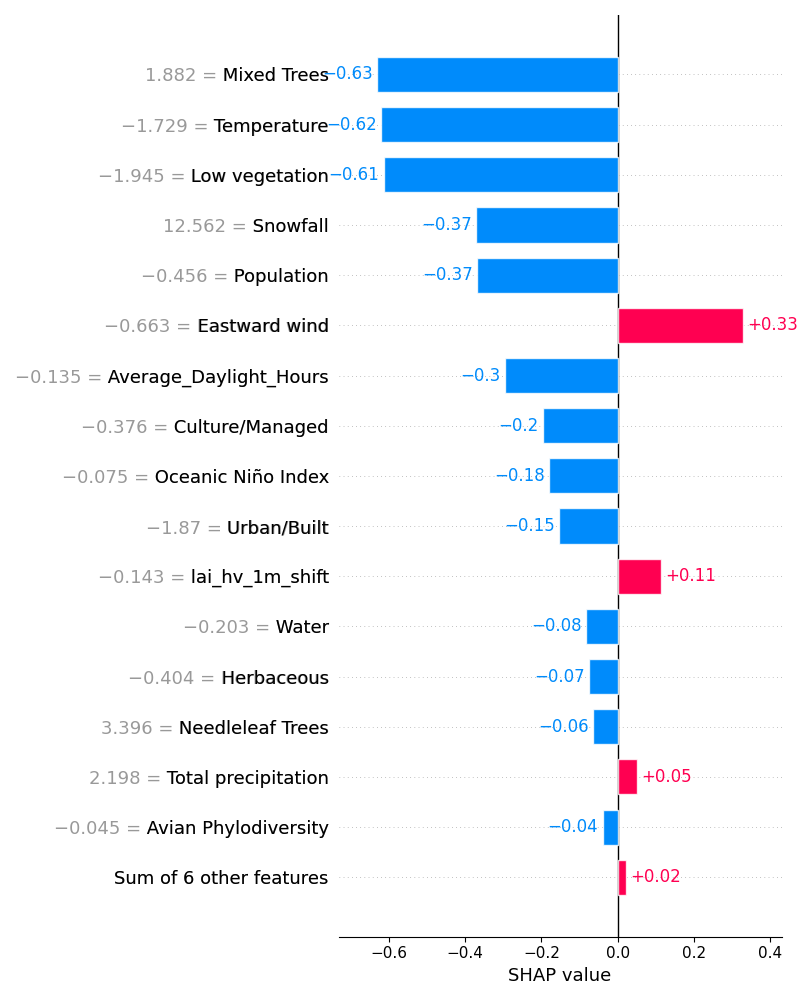 1.882 = Mixed Trees −0.63
−1.729 = Temperature −0.62
−1.945 = Low vegetation −0.61
12.562 = Snowfall −0.37
−0.456 = Population −0.37
−0.663 = Eastward wind +0.33
−0.135 = Average_Daylight_Hours −0.3
−0.376 = Culture/Managed −0.2
−0.075 = Oceanic Niño Index −0.18
−1.87 = Urban/Built −0.15
−0.143 = lai_hv_1m_shift +0.11
−0.203 = Water −0.08
−0.404 = Herbaceous −0.07
3.396 = Needleleaf Trees −0.06
2.198 = Total precipitation +0.05
−0.045 = Avian Phylodiversity −0.04
Sum of 6 other features +0.02
−0.6 −0.4 −0.2 0.0 0.2 0.4
SHAP value